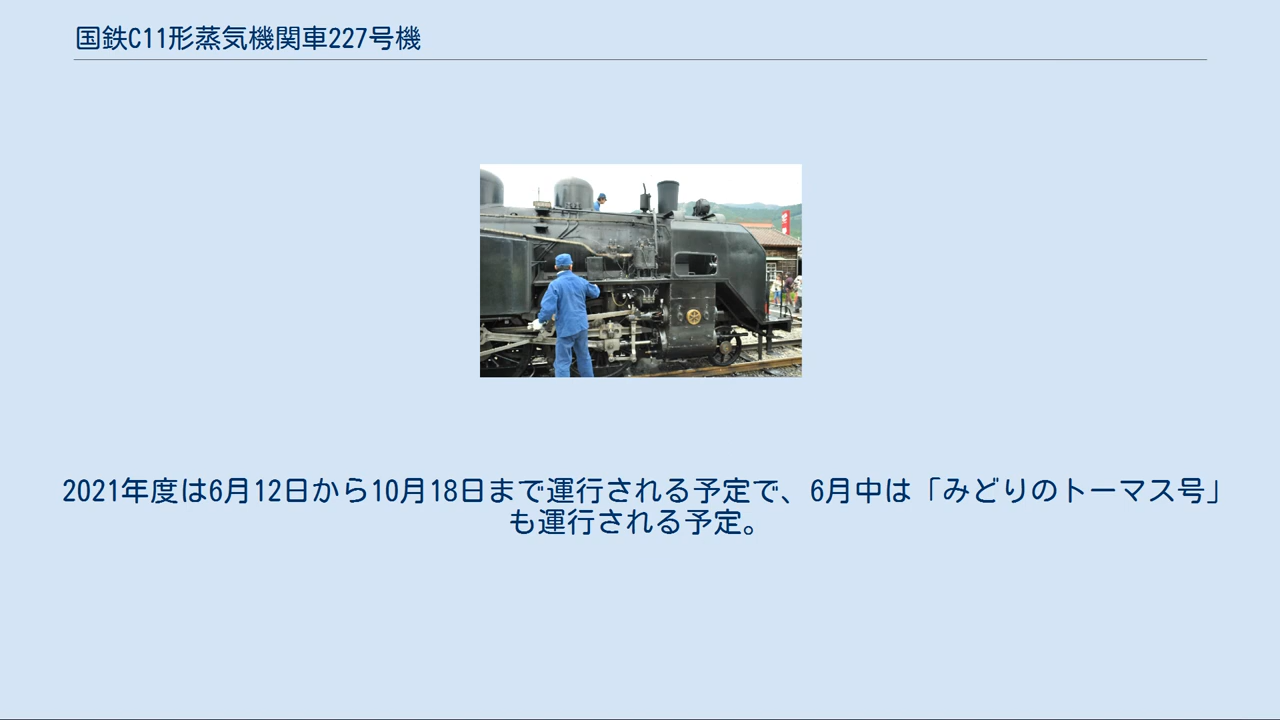 国鉄C11形蒸気機関車227号機
2021年度は6月12日から10月18日まで運行される予定で、6月中は「みどりのトーマス号」
も運行される予定。